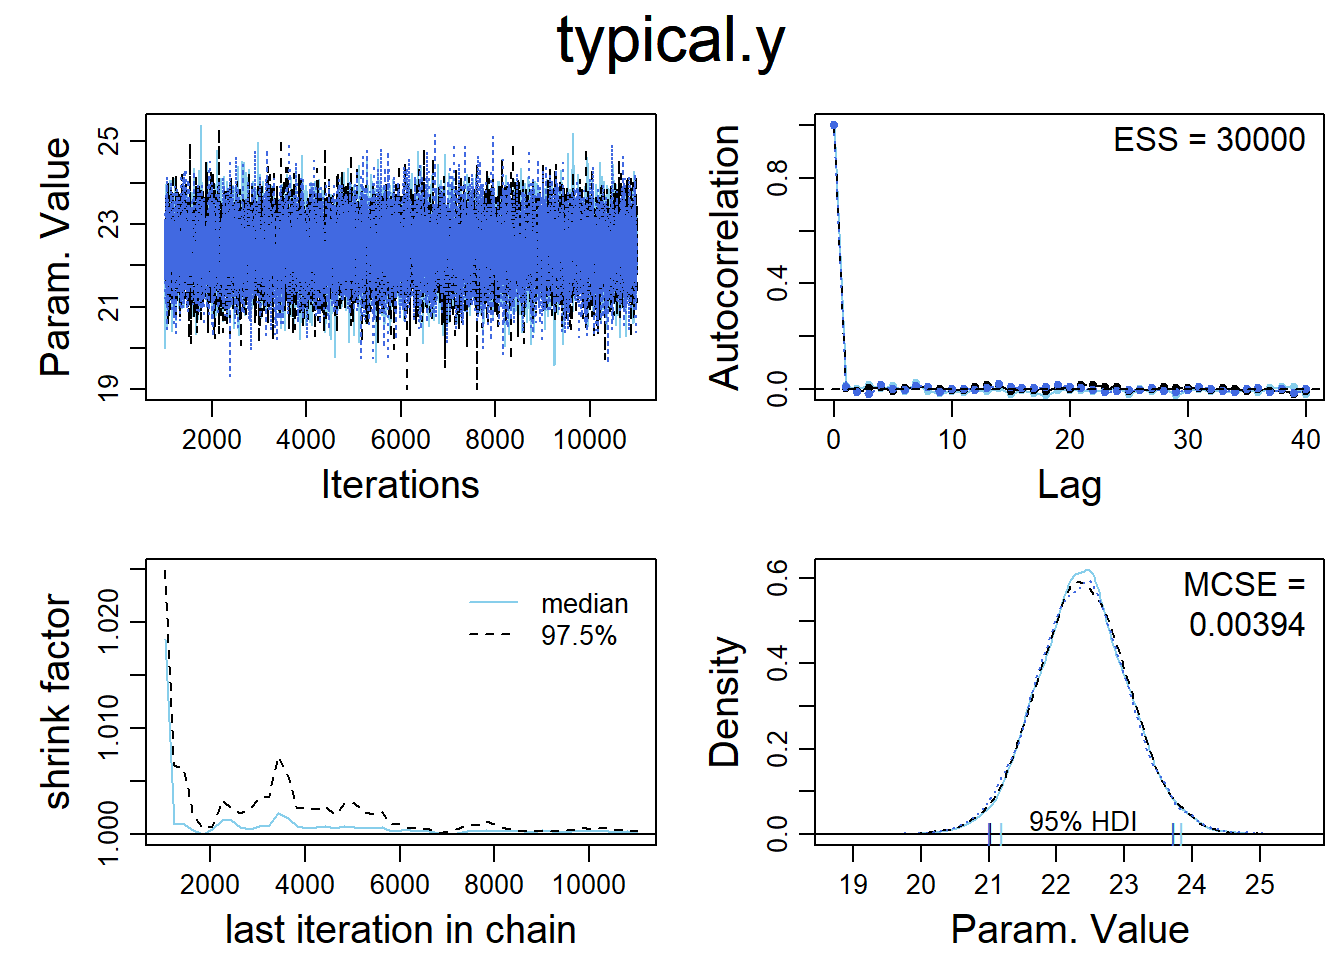 typical.y
Param. Value
25
23
21
19
2000 4000 6000 8000 10000
Iterations
Autocorrelation
0.8
0.4
0.0
ESS = 30000
0 10 20 30 40
Lag
shrink factor
1.020
1.010
1.000
median
97.5%
2000 4000 6000 8000 10000
last iteration in chain
Density
0.6
0.4
0.2
0.0
MCSE =
0.00394
95% HDI
19 20 21 22 23 24 25
Param. Value